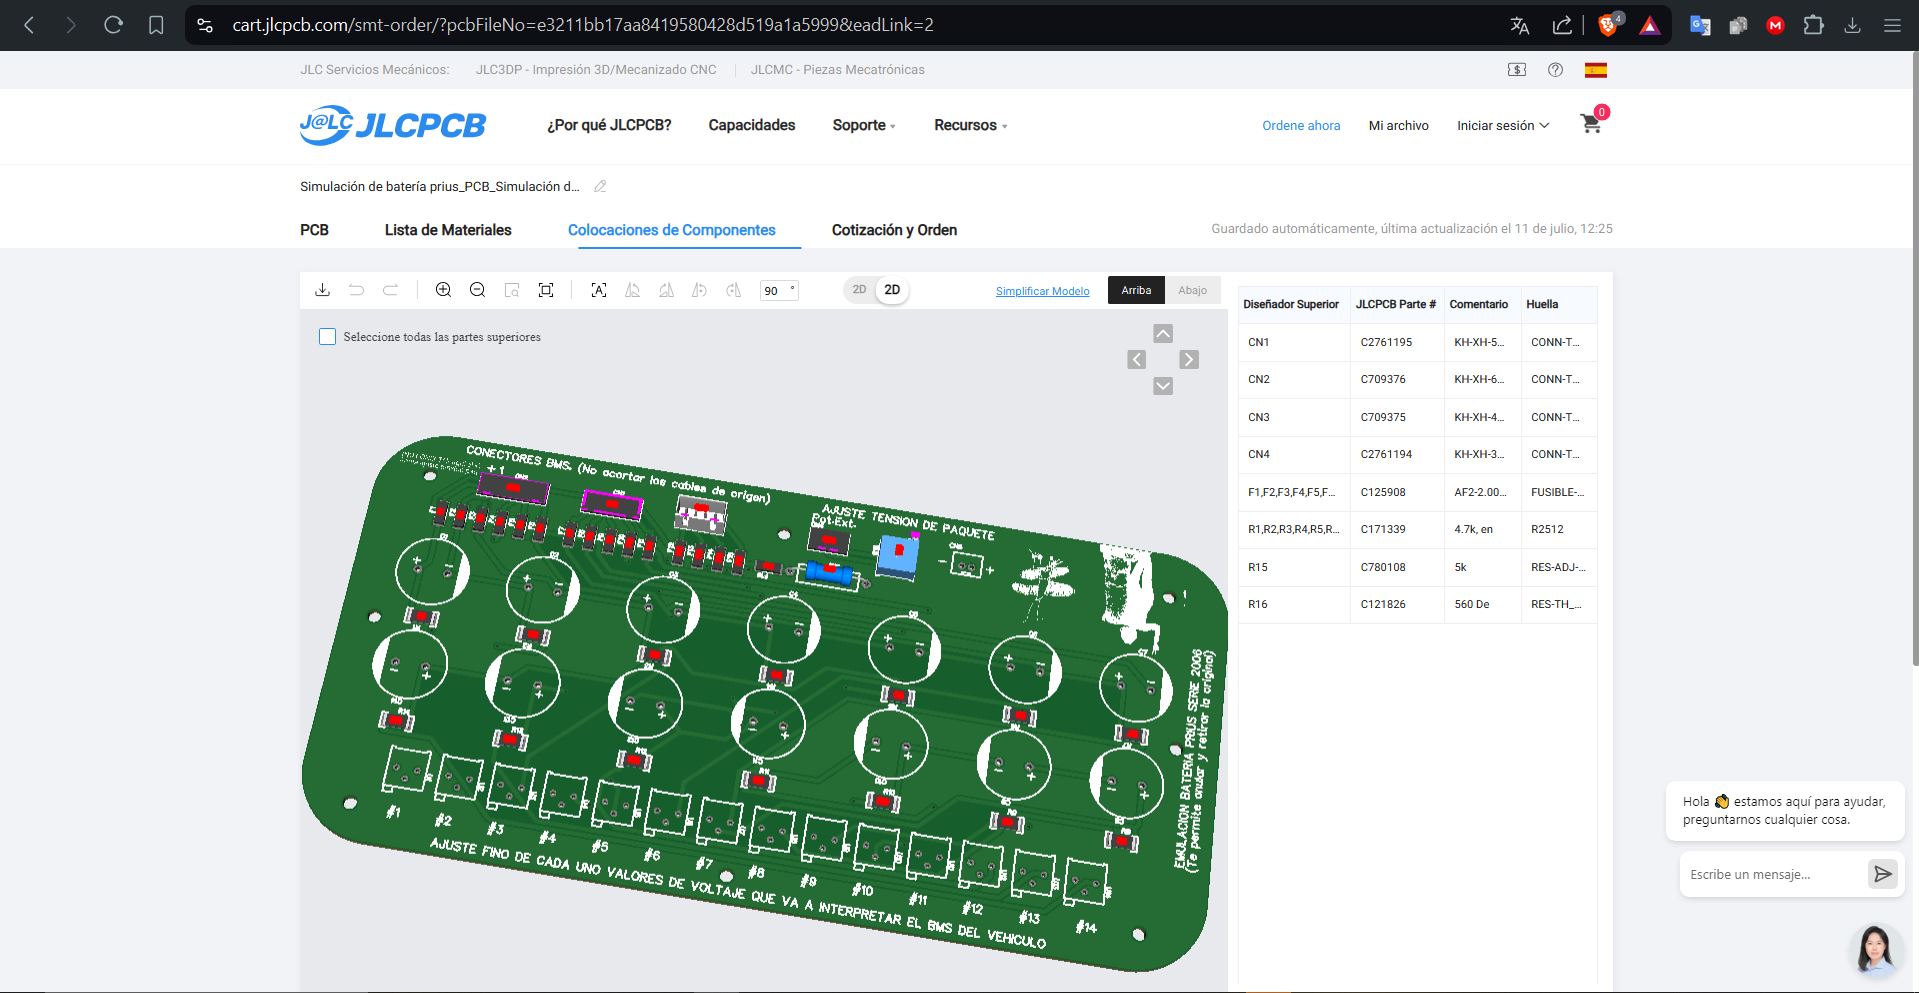 cart.jlcpcb.com/smt-order/?pcbFileNo=e3211bb17aa8419580428d519a1a5999&eadLink=2
4
JLC Servicios Mecánicos:
JLC3DP - Impresión 3D/Mecanizado CNC
JLCMC - Piezas Mecatrónicas
J@LC JLCPCB
¿Por qué JLCPCB?
Capacidades
Soporte
Recursos
Ordene ahora
Mi archivo
Iniciar sesión
0
Simulación de batería prius_PCB_Simulación d...
PCB
Lista de Materiales
Colocaciones de Componentes
Cotización y Orden
Guardado automáticamente, última actualización el 11 de julio, 12:25
90 °
2D
2D
Simplificar Modelo
Arriba
Abajo
Seleccione todas las partes superiores
Diseñador Superior JLCPCB Parte # Comentario Huella
CN1 C2761195 KH-XH-5... CONN-T...
CN2 C709376 KH-XH-6... CONN-T...
CN3 C709375 KH-XH-4... CONN-T...
CN4 C2761194 KH-XH-3... CONN-T...
F1,F2,F3,F4,F5,F... C125908 AF2-2.00... FUSIBLE-...
R1,R2,R3,R4,R5,R... C171339 4.7k, en R2512
R15 C780108 5k RES-ADJ-...
R16 C121826 560 De RES-TH_...
CONECTORES BMS. (No acortar los cables de origen)
+1
AJUSTE TENSION DE PAQUETE
Pot.Ext.
- +
EMULACION BATERIA PRIUS SERIE 2006
(Te permite anular y retirar la original)
#1
#2
#3
#4
#5
#6
#7
#8
#9
#10
#11
#12
#13
#14
AJUSTE FINO DE CADA UNO VALORES DE VOLTAJE QUE VA A INTERPRETAR EL BMS DEL VEHICULO
Hola 👋 estamos aquí para ayudar,
preguntarnos cualquier cosa.
Escribe un mensaje...